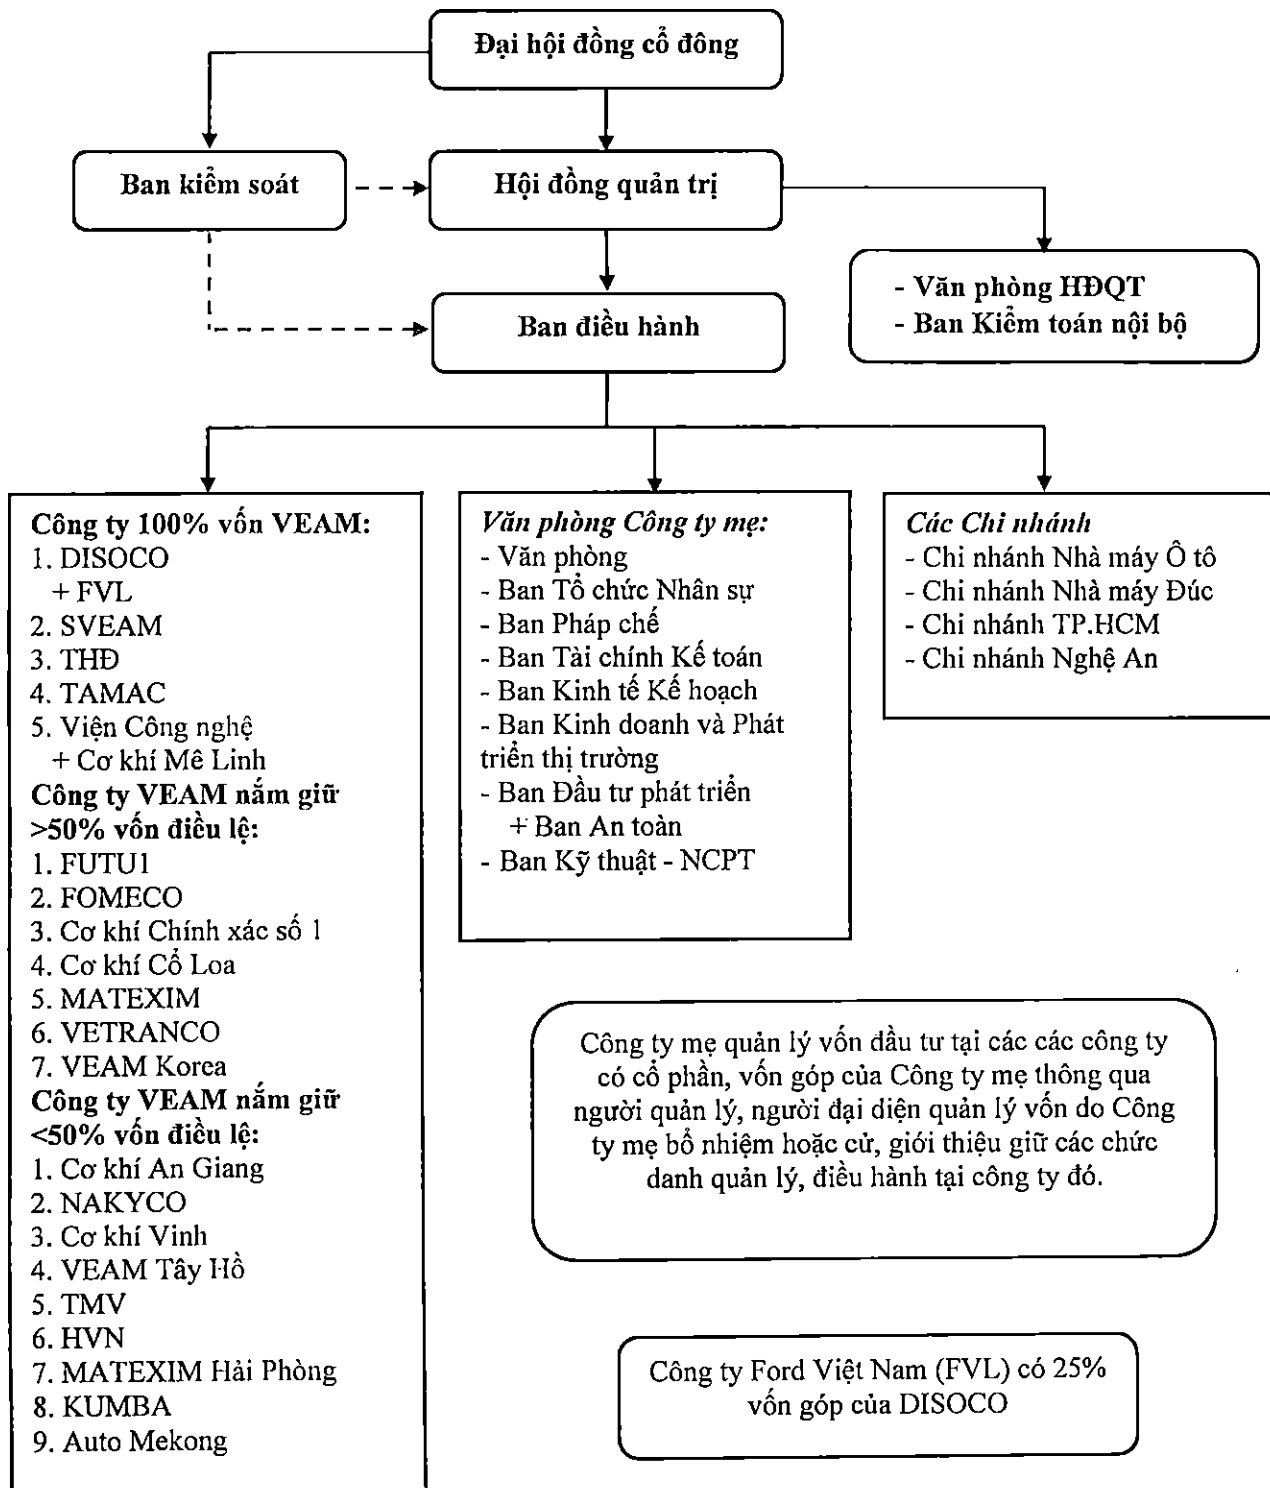 Đại hội đồng cổ đông
Ban kiểm soát
Hội đồng quản trị
- Văn phòng HĐQT
- Ban Kiểm toán nội bộ
Ban điều hành
Công ty 100% vốn VEAM:
1. DISOCO
+ FVL
2. SVEAM
3. THĐ
4. TAMAC
5. Viện Công nghệ
+ Cơ khí Mê Linh
Công ty VEAM nắm giữ
>50% vốn điều lệ:
1. FUTU1
2. FOMECO
3. Cơ khí Chính xác số 1
4. Cơ khí Cổ Loa
5. MATEXIM
6. VETRANCO
7. VEAM Korea
Công ty VEAM nắm giữ
<50% vốn điều lệ:
1. Cơ khí An Giang
2. NAKYCO
3. Cơ khí Vinh
4. VEAM Tây Hồ
5. TMV
6. HVN
7. MATEXIM Hải Phòng
8. KUMBA
9. Auto Mekong
Văn phòng Công ty mẹ:
- Văn phòng
- Ban Tổ chức Nhân sự
- Ban Pháp chế
- Ban Tài chính Kế toán
- Ban Kinh tế Kế hoạch
- Ban Kinh doanh và Phát
triển thị trường
- Ban Đầu tư phát triển
+ Ban An toàn
- Ban Kỹ thuật - NCPT
Các Chi nhánh
- Chi nhánh Nhà máy Ô tô
- Chi nhánh Nhà máy Đúc
- Chi nhánh TP.HCM
- Chi nhánh Nghệ An
Công ty mẹ quản lý vốn đầu tư tại các các công ty
có cổ phần, vốn góp của Công ty mẹ thông qua
người quản lý, người đại diện quản lý vốn do Công
ty mẹ bổ nhiệm hoặc cử, giới thiệu giữ các chức
danh quản lý, điều hành tại công ty đó.
Công ty Ford Việt Nam (FVL) có 25%
vốn góp của DISOCO